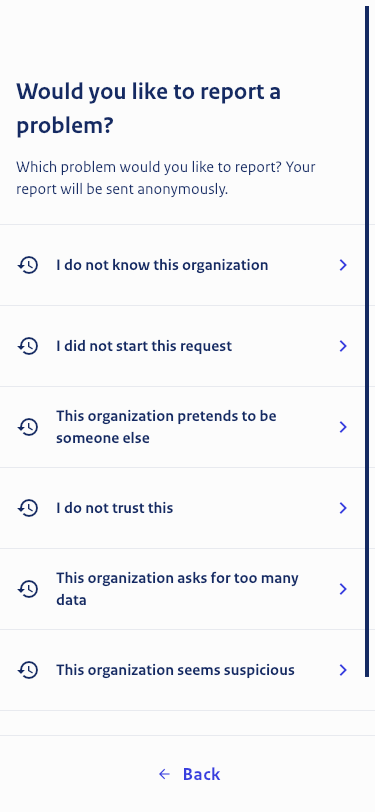 Would you like to report a
problem?
Which problem would you like to report? Your
report will be sent anonymously.
I do not know this organization
I did not start this request
This organization pretends to be
someone else
I do not trust this
This organization asks for too many
data
This organization seems suspicious
Back